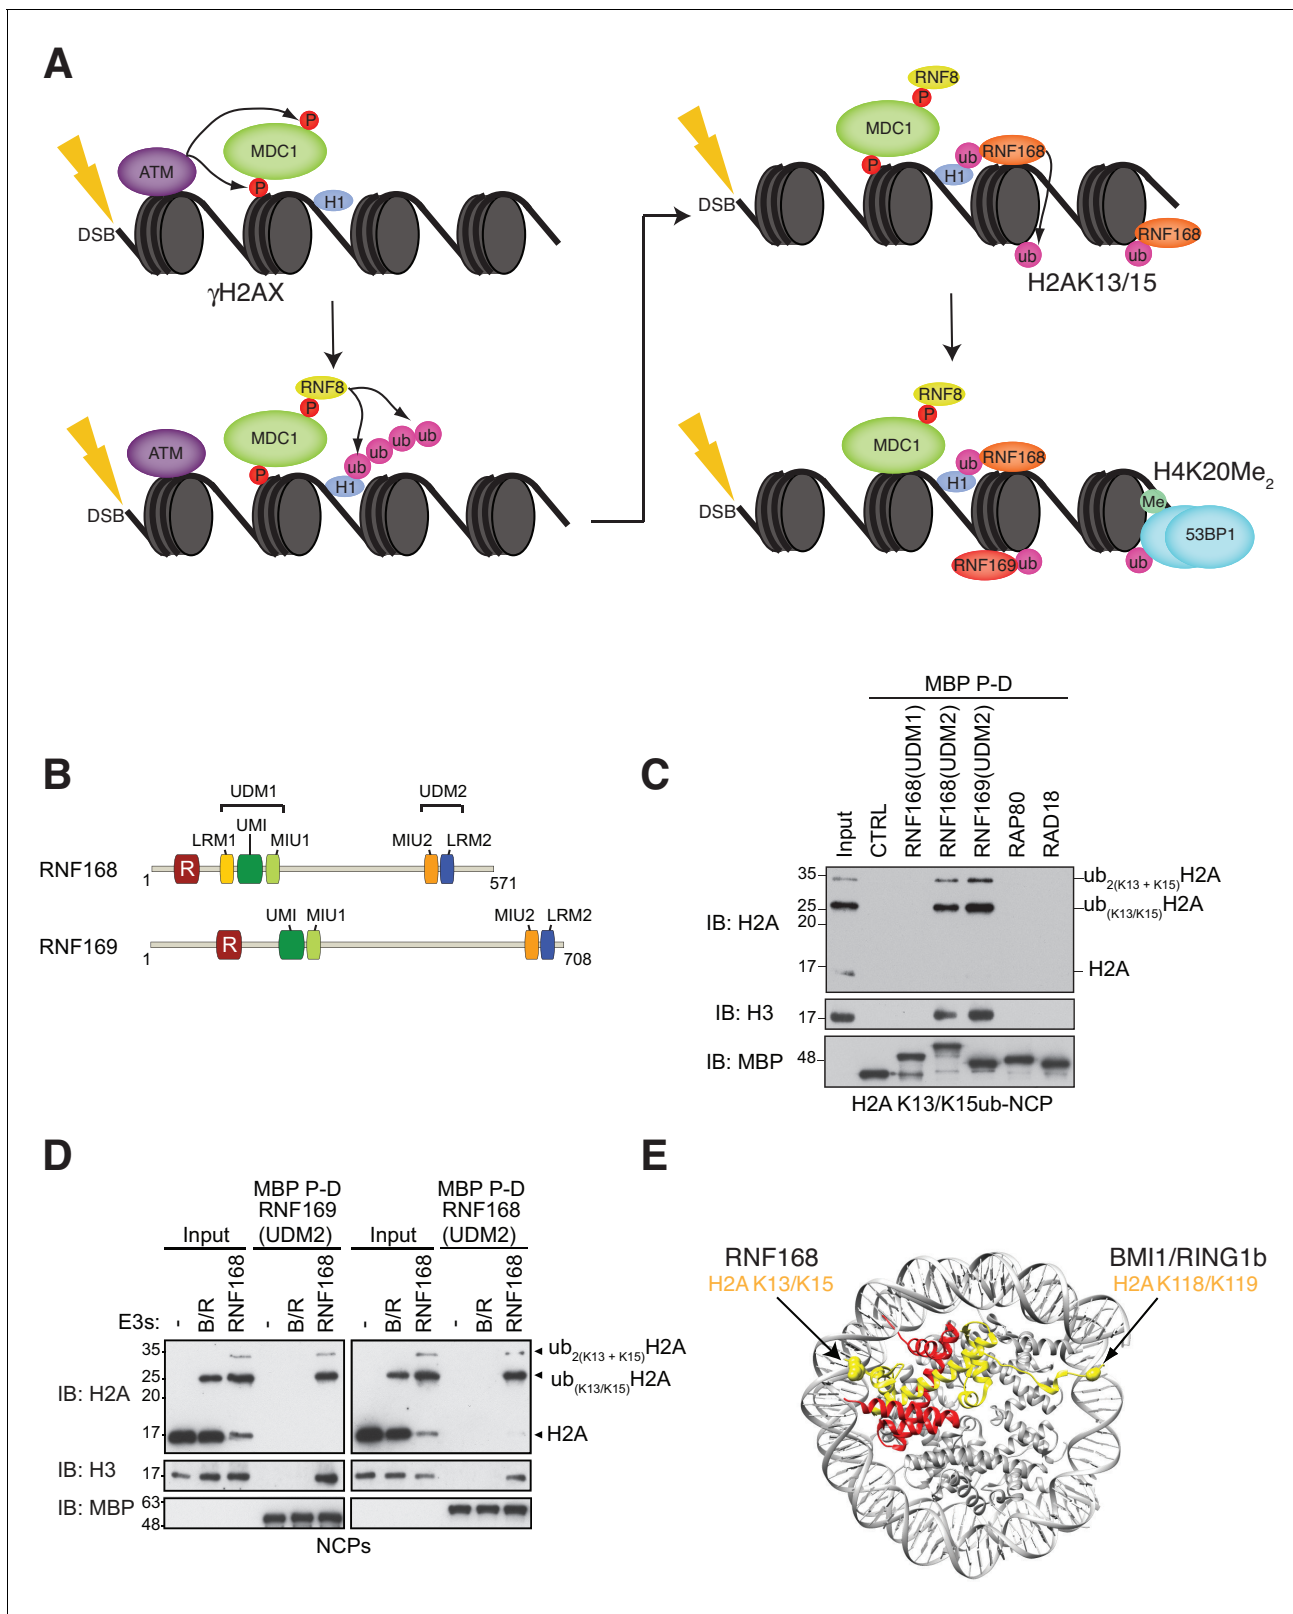 A
ATM
P
MDC1
P
H1
DSB
γH2AX
RNF8
P
ATM
MDC1
P
ub ub ub ub
H1
DSB
RNF8
P
MDC1
P
ub RNF168
H1
DSB
RNF168
ub
ub
H2AK13/15
RNF8
P
MDC1
ub RNF168
H1
H4K20Me2
Me
DSB
53BP1
RNF169 ub
ub
B
UDM1
UDM2
UMI
LRM1 MIU1
MIU2 LRM2
RNF168
R
1
571
UMI MIU1
MIU2 LRM2
RNF169
R
1
708
C
MBP P-D
Input
CTRL
RNF168(UDM1)
RNF168(UDM2)
RNF169(UDM2)
RAP80
RAD18
35
25
20
17
IB: H2A
ub2(K13 + K15)H2A
ub(K13/K15)H2A
H2A
IB: H3
17
IB: MBP
48
H2A K13/K15ub-NCP
D
MBP P-D
RNF169
(UDM2)
MBP P-D
RNF168
(UDM2)
Input
Input
E3s:
- B/R RNF168 - B/R RNF168 - B/R RNF168 - B/R RNF168
35
25
20
17
IB: H2A
ub2(K13 + K15)H2A
ub(K13/K15)H2A
H2A
IB: H3
17
IB: MBP
63
48
NCPs
E
RNF168
H2A K13/K15
BMI1/RING1b
H2A K118/K119